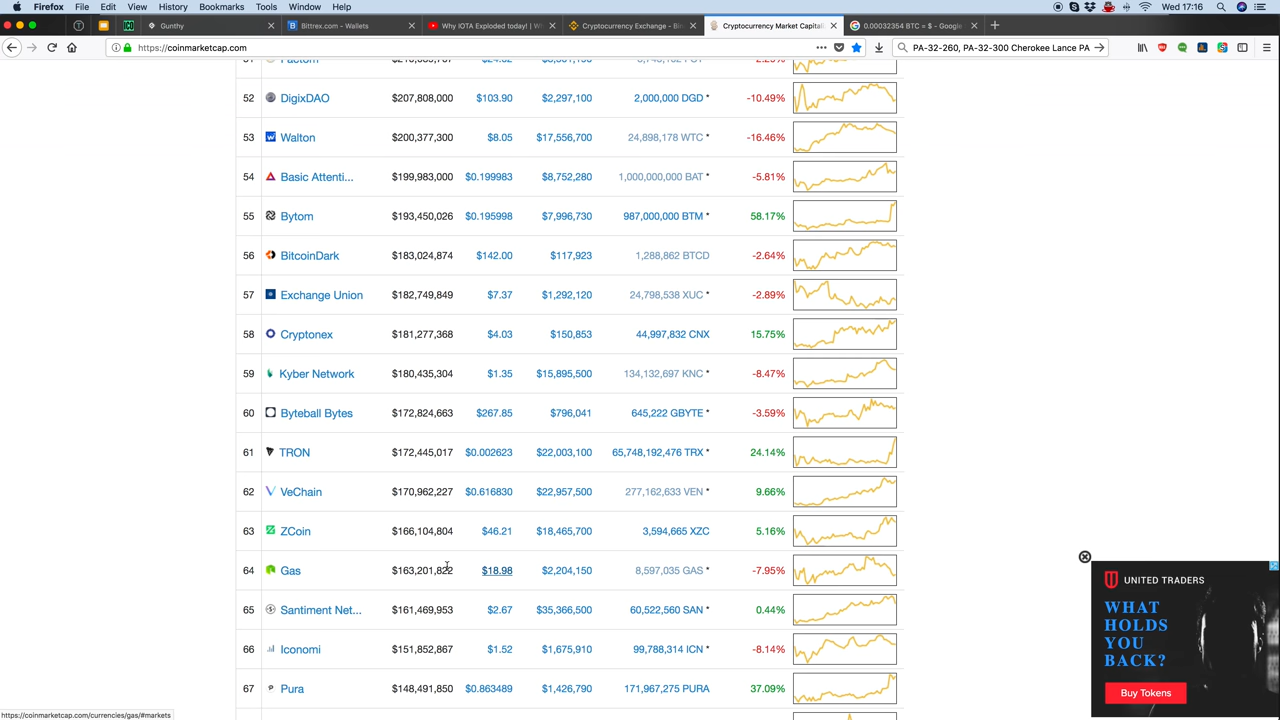 Firefox File Edit View History Bookmarks Tools Window Help Wed 17:16
Gunthy Bittrex.com - Wallets Why IOTA Exploded today! | W Cryptocurrency Exchange - Bi Cryptocurrency Market Capital 0.00032354 BTC = $ - Google
https://coinmarketcap.com PA-32-260, PA-32-300 Cherokee Lance PA
52 DigixDAO $207,808,000 $103.90 $2,297,100 2,000,000 DGD * -10.49%
53 Walton $200,377,300 $8.05 $17,556,700 24,898,178 WTC * -16.46%
54 Basic Attenti... $199,983,000 $0.199983 $8,752,280 1,000,000,000 BAT * -5.81%
55 Bytom $193,450,026 $0.195998 $7,996,730 987,000,000 BTM * 58.17%
56 BitcoinDark $183,024,874 $142.00 $117,923 1,288,862 BTCD -2.64%
57 Exchange Union $182,749,849 $7.37 $1,292,120 24,798,538 XUC * -2.89%
58 Cryptonex $181,277,368 $4.03 $150,853 44,997,832 CNX 15.75%
59 Kyber Network $180,435,304 $1.35 $15,895,500 134,132,697 KNC * -8.47%
60 Byteball Bytes $172,824,663 $267.85 $796,041 645,222 GBYTE * -3.59%
61 TRON $172,445,017 $0.002623 $22,003,100 65,748,192,476 TRX * 24.14%
62 VeChain $170,962,227 $0.616830 $22,957,500 277,162,633 VEN * 9.66%
63 ZCoin $166,104,804 $46.21 $18,465,700 3,594,665 XZC 5.16%
64 Gas $163,201,822 $18.98 $2,204,150 8,597,035 GAS * -7.95%
65 Santiment Net... $161,469,953 $2.67 $35,366,500 60,522,560 SAN * 0.44%
66 Iconomi $151,852,867 $1.52 $1,675,910 99,788,314 ICN * -8.14%
67 Pura $148,491,850 $0.863489 $1,426,790 171,967,275 PURA 37.09%
UNITED TRADERS
WHAT
HOLDS
YOU
BACK?
Buy Tokens
https://coinmarketcap.com/currencies/gas/#markets